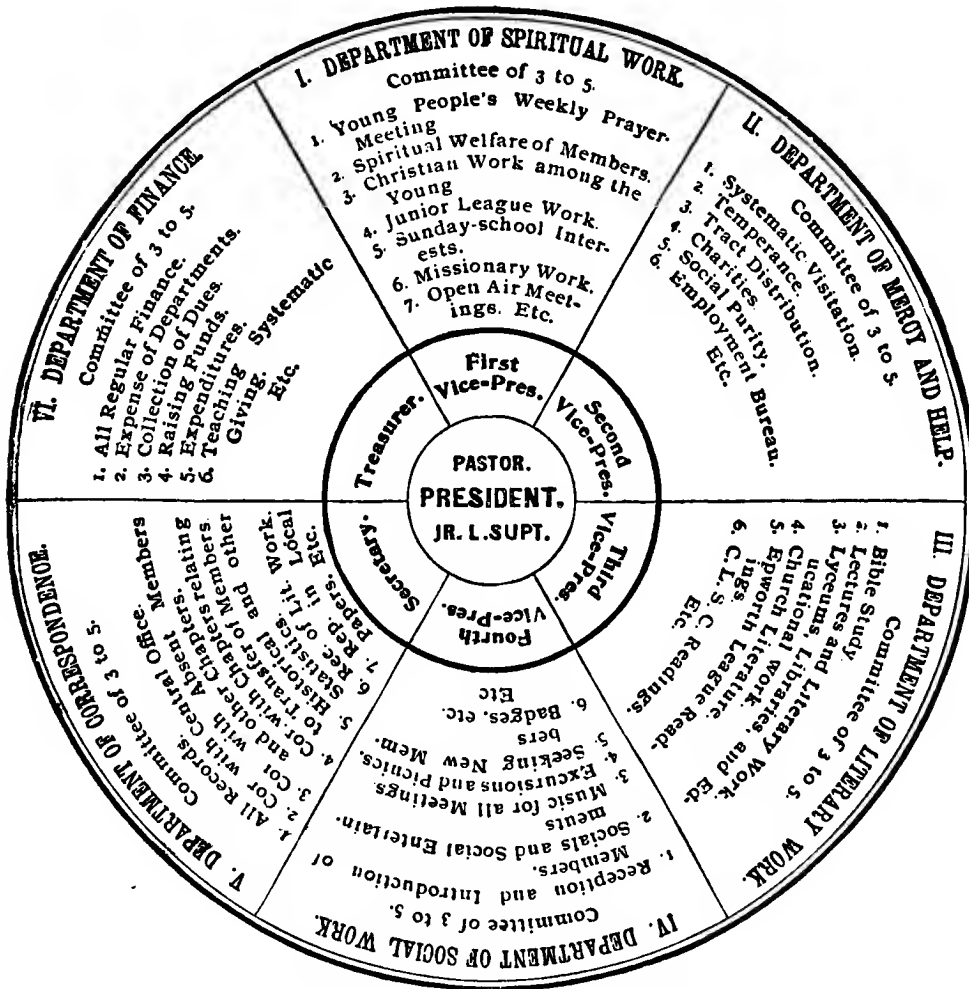 I. DEPARTMENT OF SPIRITUAL WORK.
Committee of 3 to 5.
1. Young People's Weekly Prayer-
Meeting
2. Spiritual Welfare of Members.
3. Christian Work among the
Young
4. Junior League Work.
5. Sunday-school Inter-
ests.
6. Missionary Work.
7. Open Air Meet-
ings. Etc.
First
Vice=Pres.
II. DEPARTMENT OF MERCY AND HELP.
Committee of 3 to 5.
1. Systematic Visitation.
2. Temperance.
3. Tract Distribution.
4. Charities.
5. Social Purity.
6. Employment Bureau.
Etc.
Second
Vice=Pres.
III. DEPARTMENT OF LITERARY WORK.
Committee of 3 to 5.
1. Bible Study.
2. Lectures and Literary Work.
3. Lyceums, Libraries, and Ed-
ucational work.
4. Church Literature.
5. Epworth League Read-
ings.
6. C. L. S. C. Readings.
Etc.
Third
Vice=Pres.
IV. DEPARTMENT OF SOCIAL WORK.
Committee of 3 to 5.
1. Reception and Introduction of
Members.
2. Socials and Social Entertain-
ments
3. Music for all Meetings.
4. Excursions and Picnics.
5. Seeking New Mem-
bers
6. Badges, etc.
Etc
Fourth
Vice=Pres.
V. DEPARTMENT OF CORRESPONDENCE.
Committee of 3 to 5.
1. All Records.
2. Cor with Central Office.
3. Cor with Absent Members
and other Chapters.
4. Cor with Chapters relating
to Transfer of Members.
5. Historical and other
Statistics.
6. Rec of Lit. Work.
7. Rep. in Local
Papers, Etc.
Secretary.
VI. DEPARTMENT OF FINANCE.
Committee of 3 to 5.
1. All Regular Finance.
2. Expense of Departments.
3. Collection of Dues.
4. Raising Funds.
5. Expenditures.
6. Teaching Systematic
Giving.
Etc.
Treasurer.
PASTOR.
PRESIDENT.
JR. L. SUPT.